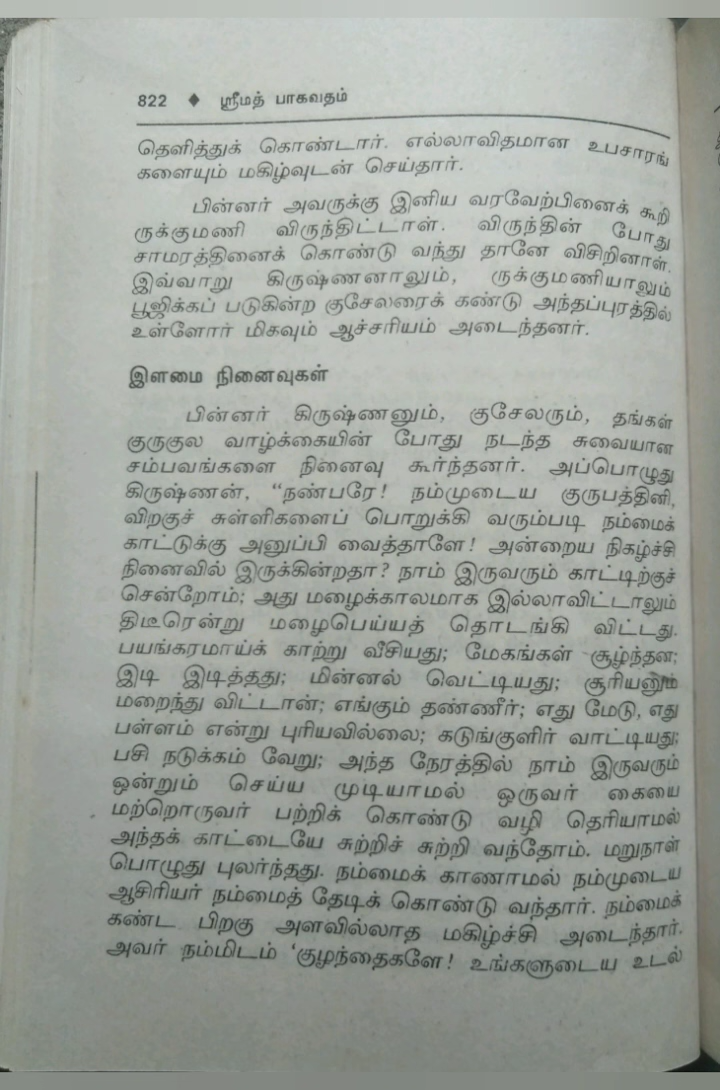 822 ◆ ஸ்ரீமத் பாகவதம்
தெளித்துக் கொண்டார். எல்லாவிதமான உபசாரங்
களையும் மகிழ்வுடன் செய்தார்.
பின்னர் அவருக்கு இனிய வரவேற்பினைக் கூறி
ருக்குமணி விருந்திட்டாள். விருந்தின் போது
சாமரத்தினைக் கொண்டு வந்து தானே விசிறினாள்.
இவ்வாறு கிருஷ்ணனாலும், ருக்குமணியாலும்
பூஜிக்கப் படுகின்ற குசேலரைக் கண்டு அந்தப்புரத்தில்
உள்ளோர் மிகவும் ஆச்சரியம் அடைந்தனர்.
இளமை நினைவுகள்
பின்னர் கிருஷ்ணனும், குசேலரும், தங்கள்
குருகுல வாழ்க்கையின் போது நடந்த சுவையான
சம்பவங்களை நினைவு கூர்ந்தனர். அப்பொழுது
கிருஷ்ணன், “நண்பரே! நம்முடைய குருபத்தினி,
விறகுச் சுள்ளிகளைப் பொறுக்கி வரும்படி நம்மைக்
காட்டுக்கு அனுப்பி வைத்தாளே! அன்றைய நிகழ்ச்சி
நினைவில் இருக்கின்றதா? நாம் இருவரும் காட்டிற்குச்
சென்றோம்; அது மழைக்காலமாக இல்லாவிட்டாலும்
திடீரென்று மழைபெய்யத் தொடங்கி விட்டது.
பயங்கரமாய்க் காற்று வீசியது; மேகங்கள் சூழ்ந்தன;
இடி இடித்தது; மின்னல் வெட்டியது; சூரியனும்
மறைந்து விட்டான்; எங்கும் தண்ணீர்; எது மேடு, எது
பள்ளம் என்று புரியவில்லை; கடுங்குளிர் வாட்டியது;
பசி நடுக்கம் வேறு; அந்த நேரத்தில் நாம் இருவரும்
ஒன்றும் செய்ய முடியாமல் ஒருவர் கையை
மற்றொருவர் பற்றிக் கொண்டு வழி தெரியாமல்
அந்தக் காட்டையே சுற்றிச் சுற்றி வந்தோம். மறுநாள்
பொழுது புலர்ந்தது. நம்மைக் காணாமல் நம்முடைய
ஆசிரியர் நம்மைத் தேடிக் கொண்டு வந்தார். நம்மைக்
கண்ட பிறகு அளவில்லாத மகிழ்ச்சி அடைந்தார்.
அவர் நம்மிடம் ‘குழந்தைகளே! உங்களுடைய உடல்